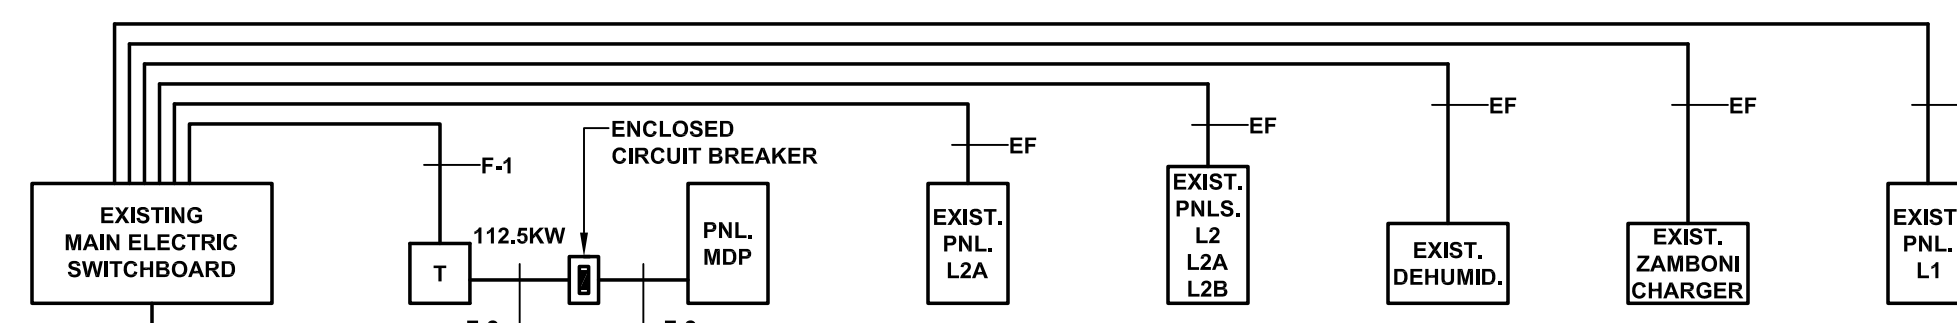 EXISTING
MAIN ELECTRIC
SWITCHBOARD
F-1
T
112.5KW
ENCLOSED
CIRCUIT BREAKER
PNL.
MDP
EF
EXIST.
PNL.
L2A
EF
EXIST.
PNLS.
L2
L2A
L2B
EF
EXIST.
DEHUMID.
EF
EXIST.
ZAMBONI
CHARGER
EXIST
PNL.
L1